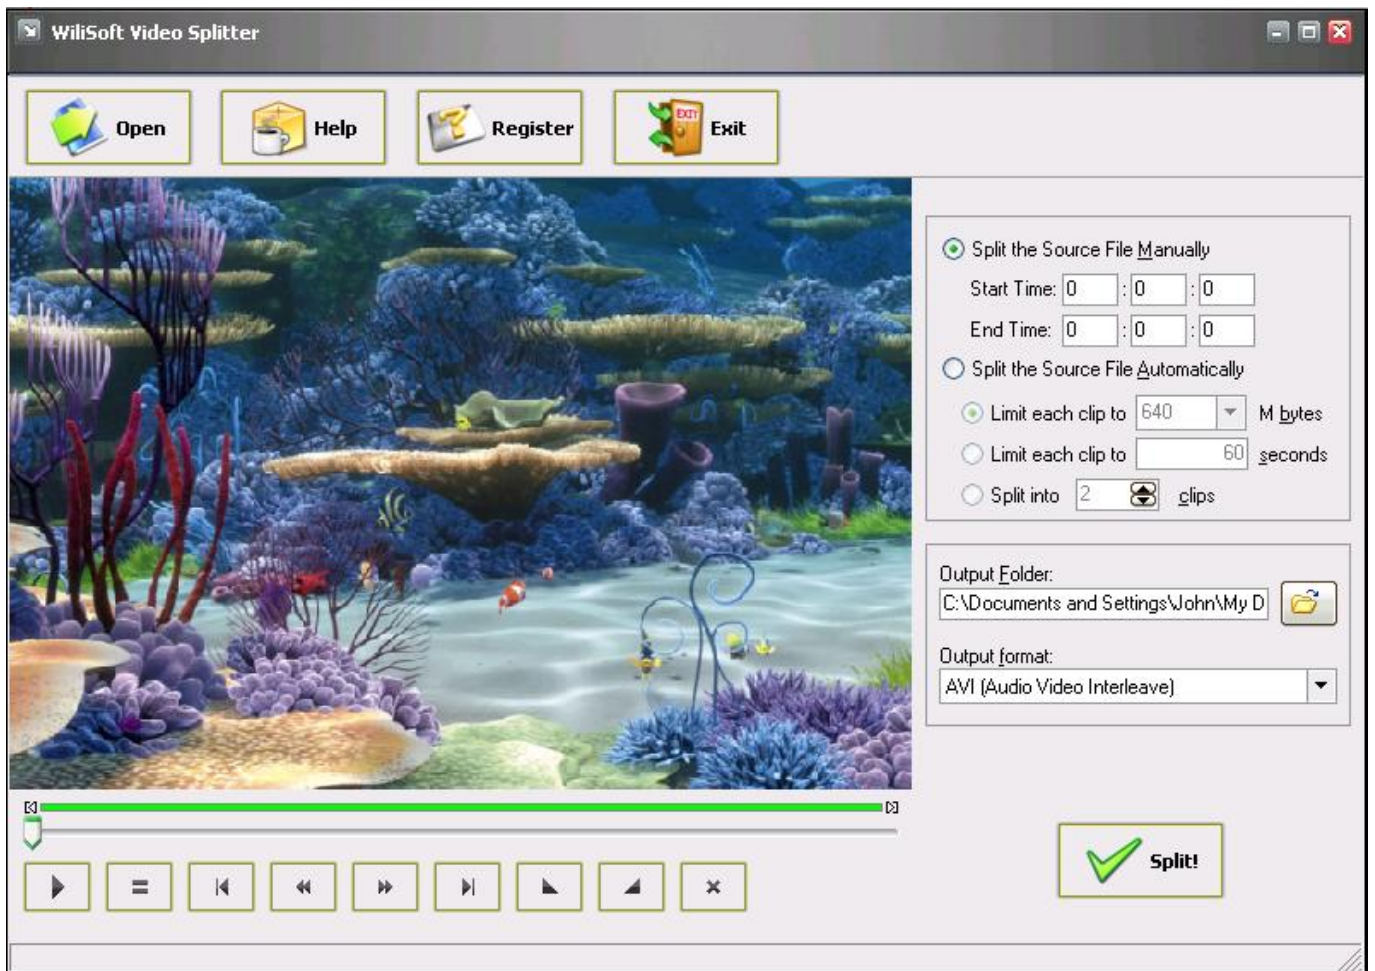 WiliSoft Video Splitter
Open Help Register EXIT Exit
Split the Source File Manually
Start Time: 0 : 0 : 0
End Time: 0 : 0 : 0
Split the Source File Automatically
Limit each clip to 640 M bytes
Limit each clip to 60 seconds
Split into 2 clips
Output Folder:
C:\Documents and Settings\John\My D
Output format:
AVI (Audio Video Interleave)
Split!